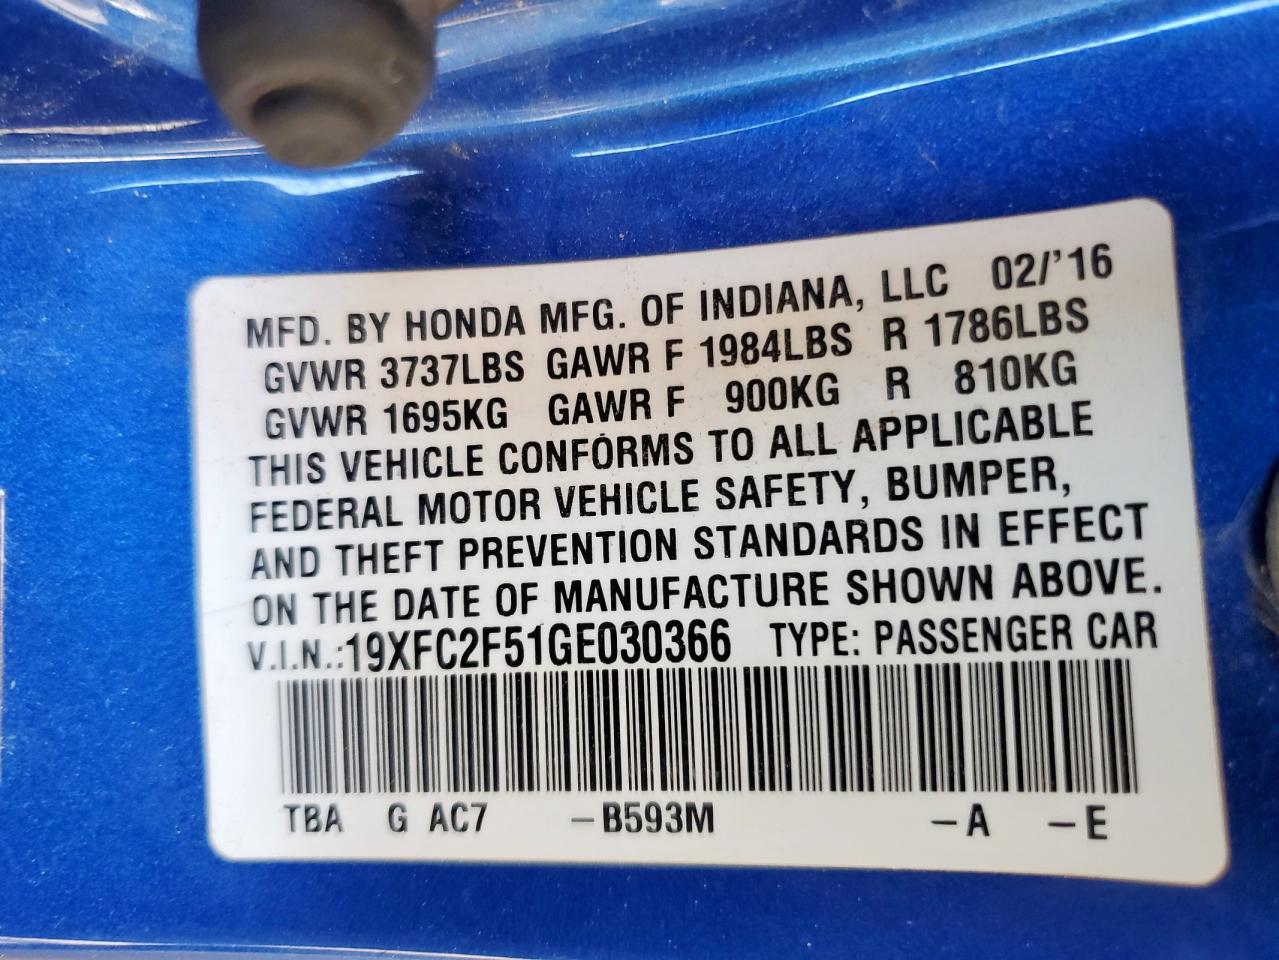 MFD. BY HONDA MFG. OF INDIANA, LLC 02/'16
GVWR 3737LBS GAWR F 1984LBS R 1786LBS
GVWR 1695KG GAWR F 900KG R 810KG
THIS VEHICLE CONFORMS TO ALL APPLICABLE
FEDERAL MOTOR VEHICLE SAFETY, BUMPER,
AND THEFT PREVENTION STANDARDS IN EFFECT
ON THE DATE OF MANUFACTURE SHOWN ABOVE.
V.I.N.:19XFC2F51GE030366 TYPE: PASSENGER CAR
TBA G AC7 –B593M –A –E